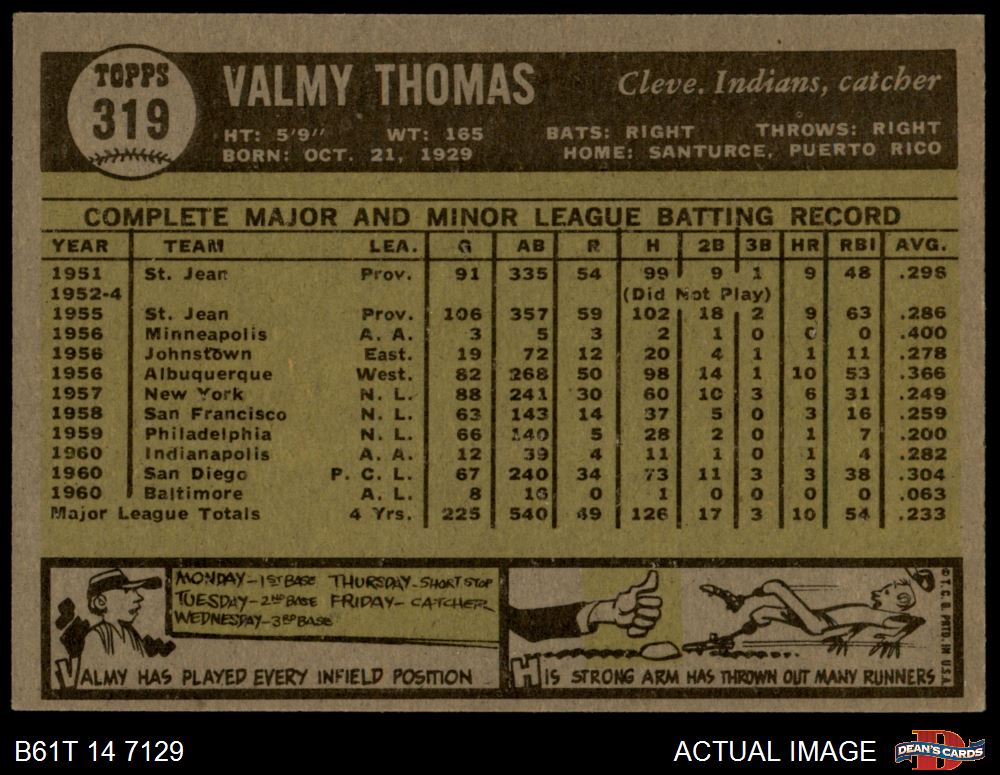 TOPPS
319
VALMY THOMAS
Cleve. Indians, catcher
HT: 5'9" WT: 165 BATS: RIGHT THROWS: RIGHT
BORN: OCT. 21, 1929 HOME: SANTURCE, PUERTO RICO
COMPLETE MAJOR AND MINOR LEAGUE BATTING RECORD
YEAR TEAM LEA. G AB R H 2B 3B HR RBI AVG.
1951 St. Jean Prov. 91 335 54 99 9 1 9 48 .296
1952-4 (Did Not Play)
1955 St. Jean Prov. 106 357 59 102 18 2 9 63 .286
1956 Minneapolis A. A. 3 5 3 2 1 0 0 0 .400
1956 Johnstown East. 19 72 12 20 4 1 1 11 .278
1956 Albuquerque West. 82 268 50 98 14 1 10 53 .366
1957 New York N. L. 88 241 30 60 10 3 6 31 .249
1958 San Francisco N. L. 63 143 14 37 5 0 3 16 .259
1959 Philadelphia N. L. 66 140 5 28 2 0 1 7 .200
1960 Indianapolis A. A. 12 39 4 11 1 0 1 4 .282
1960 San Diego P. C. L. 67 240 34 73 11 3 3 38 .304
1960 Baltimore A. L. 8 16 0 1 0 0 0 0 .063
Major League Totals 4 Yrs. 225 540 49 126 17 3 10 54 .233
MONDAY-1ST BASE THURSDAY-SHORT STOP
TUESDAY-2ND BASE FRIDAY-CATCHER
WEDNESDAY-3RD BASE
VALMY HAS PLAYED EVERY INFIELD POSITION
HIS STRONG ARM HAS THROWN OUT MANY RUNNERS
© T.C.G. PRTD. IN U.S.A.
B61T 14 7129
ACTUAL IMAGE
DEAN'S CARDS